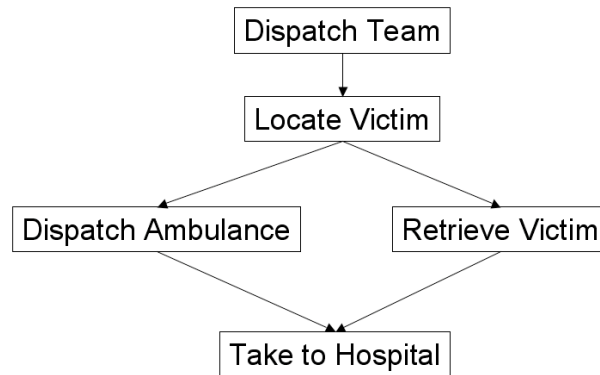 Dispatch Team
Locate Victim
Dispatch Ambulance
Retrieve Victim
Take to Hospital